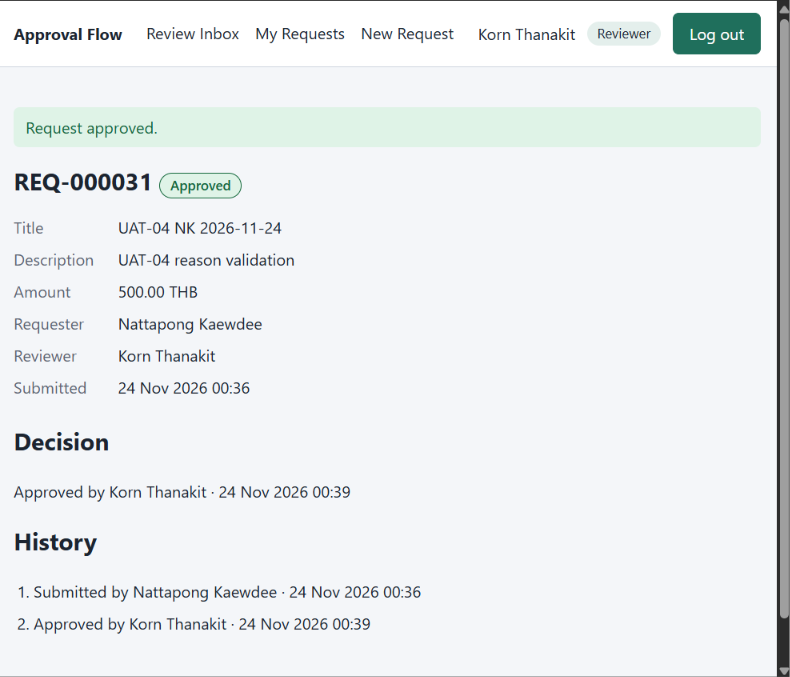 Approval Flow Review Inbox My Requests New Request Korn Thanakit Reviewer Log out
Request approved.
REQ-000031 Approved
Title UAT-04 NK 2026-11-24
Description UAT-04 reason validation
Amount 500.00 THB
Requester Nattapong Kaewdee
Reviewer Korn Thanakit
Submitted 24 Nov 2026 00:36
Decision
Approved by Korn Thanakit · 24 Nov 2026 00:39
History
1. Submitted by Nattapong Kaewdee · 24 Nov 2026 00:36
2. Approved by Korn Thanakit · 24 Nov 2026 00:39